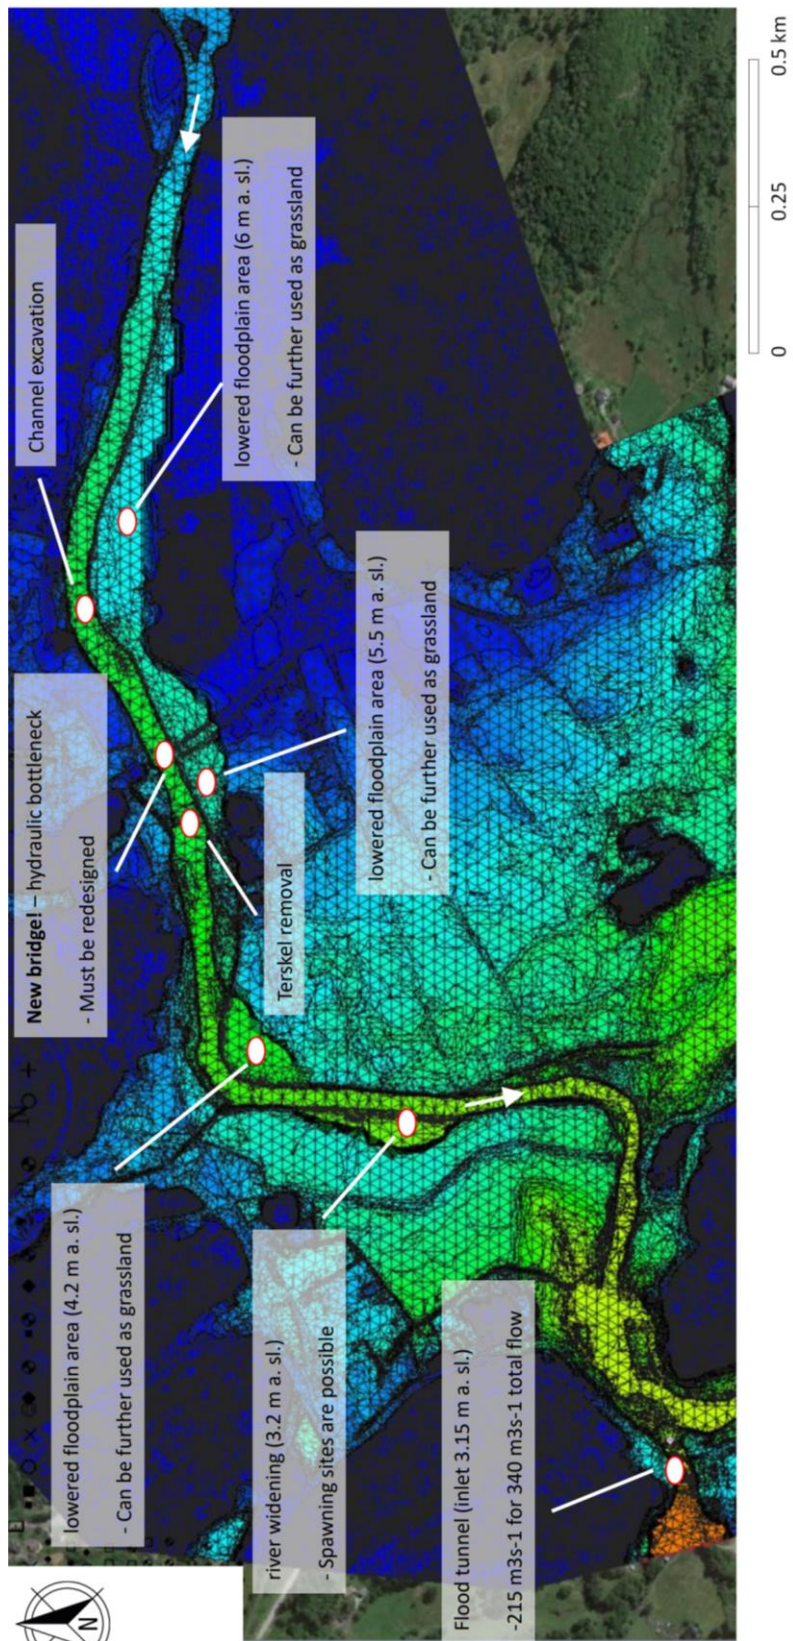 lowered floodplain area (4.2 m a. sl.)
- Can be further used as grassland
New bridge! – hydraulic bottleneck
- Must be redesigned
Channel excavation
river widening (3.2 m a. sl.)
- Spawning sites are possible
Terskel removal
lowered floodplain area (6 m a. sl.)
- Can be further used as grassland
lowered floodplain area (5.5 m a. sl.)
- Can be further used as grassland
Flood tunnel (inlet 3.15 m a. sl.)
-215 m3s-1 for 340 m3s-1 total flow
N
0
0.25
0.5 km